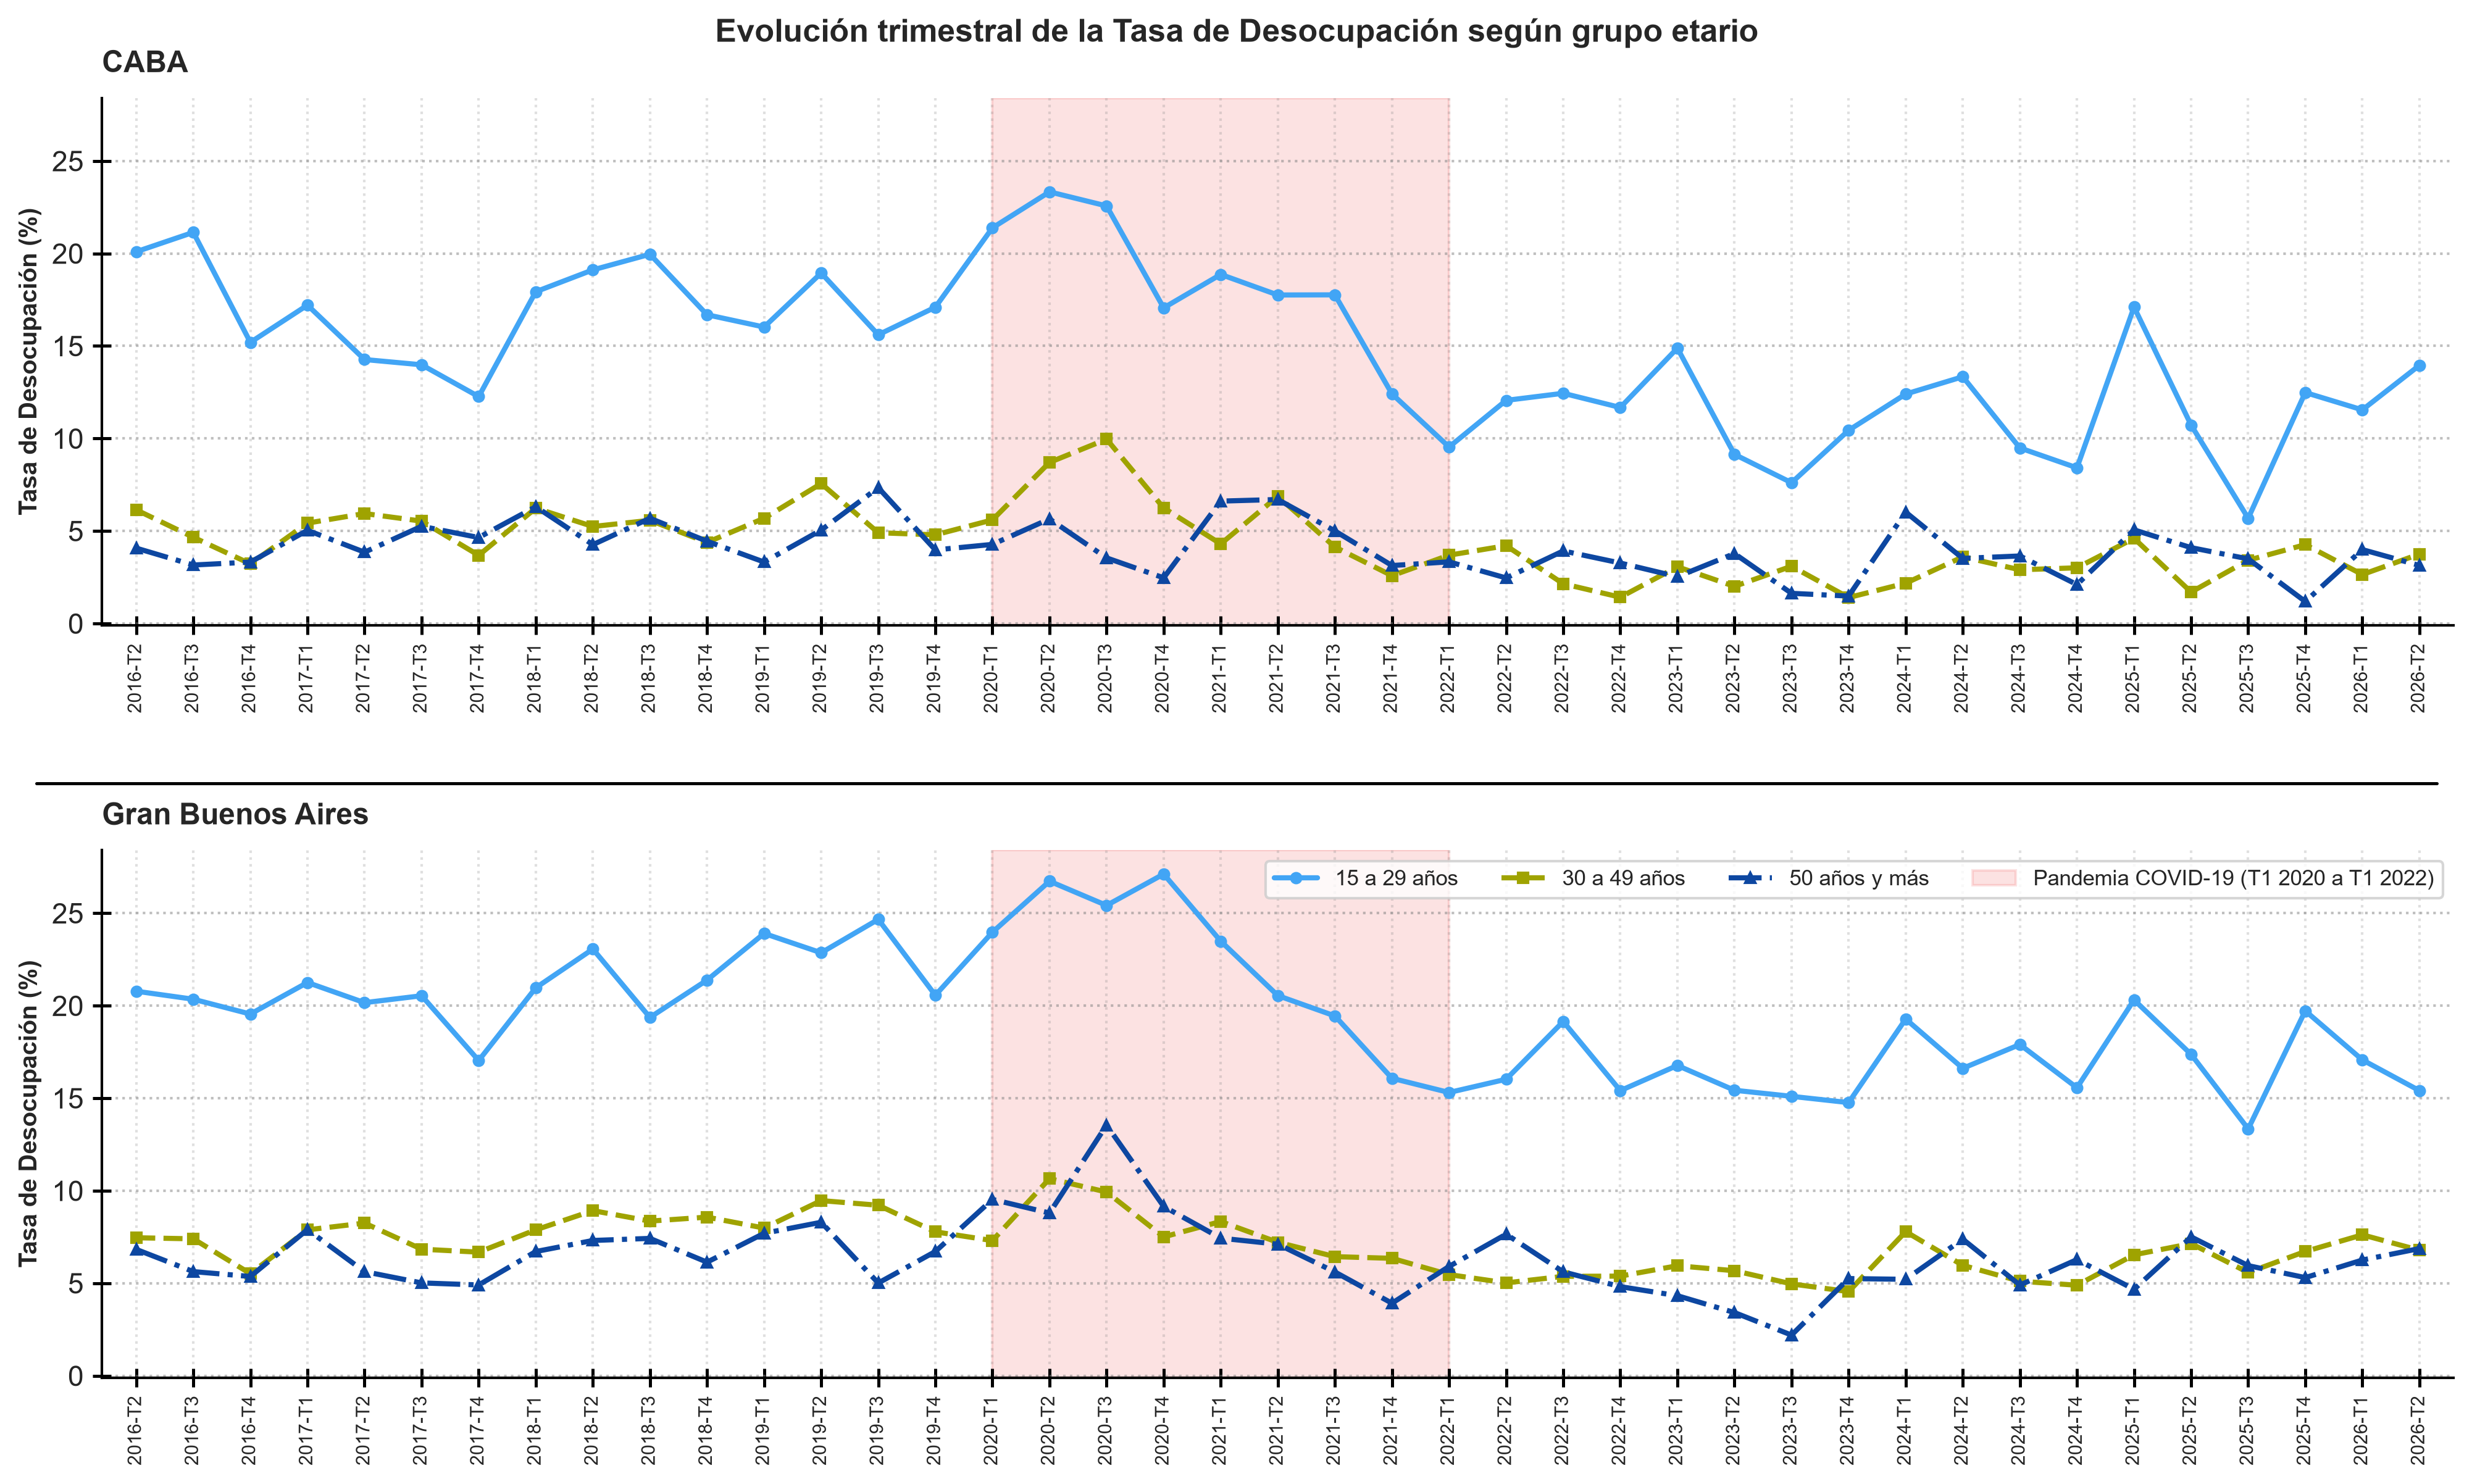 Evolución trimestral de la Tasa de Desocupación según grupo etario
CABA
Tasa de Desocupación (%)
25
20
15
10
5
0
2016-T2
2016-T3
2016-T4
2017-T1
2017-T2
2017-T3
2017-T4
2018-T1
2018-T2
2018-T3
2018-T4
2019-T1
2019-T2
2019-T3
2019-T4
2020-T1
2020-T2
2020-T3
2020-T4
2021-T1
2021-T2
2021-T3
2021-T4
2022-T1
2022-T2
2022-T3
2022-T4
2023-T1
2023-T2
2023-T3
2023-T4
2024-T1
2024-T2
2024-T3
2024-T4
2025-T1
2025-T2
2025-T3
2025-T4
2026-T1
2026-T2
Gran Buenos Aires
15 a 29 años
30 a 49 años
50 años y más
Pandemia COVID-19 (T1 2020 a T1 2022)
Tasa de Desocupación (%)
25
20
15
10
5
0
2016-T2
2016-T3
2016-T4
2017-T1
2017-T2
2017-T3
2017-T4
2018-T1
2018-T2
2018-T3
2018-T4
2019-T1
2019-T2
2019-T3
2019-T4
2020-T1
2020-T2
2020-T3
2020-T4
2021-T1
2021-T2
2021-T3
2021-T4
2022-T1
2022-T2
2022-T3
2022-T4
2023-T1
2023-T2
2023-T3
2023-T4
2024-T1
2024-T2
2024-T3
2024-T4
2025-T1
2025-T2
2025-T3
2025-T4
2026-T1
2026-T2